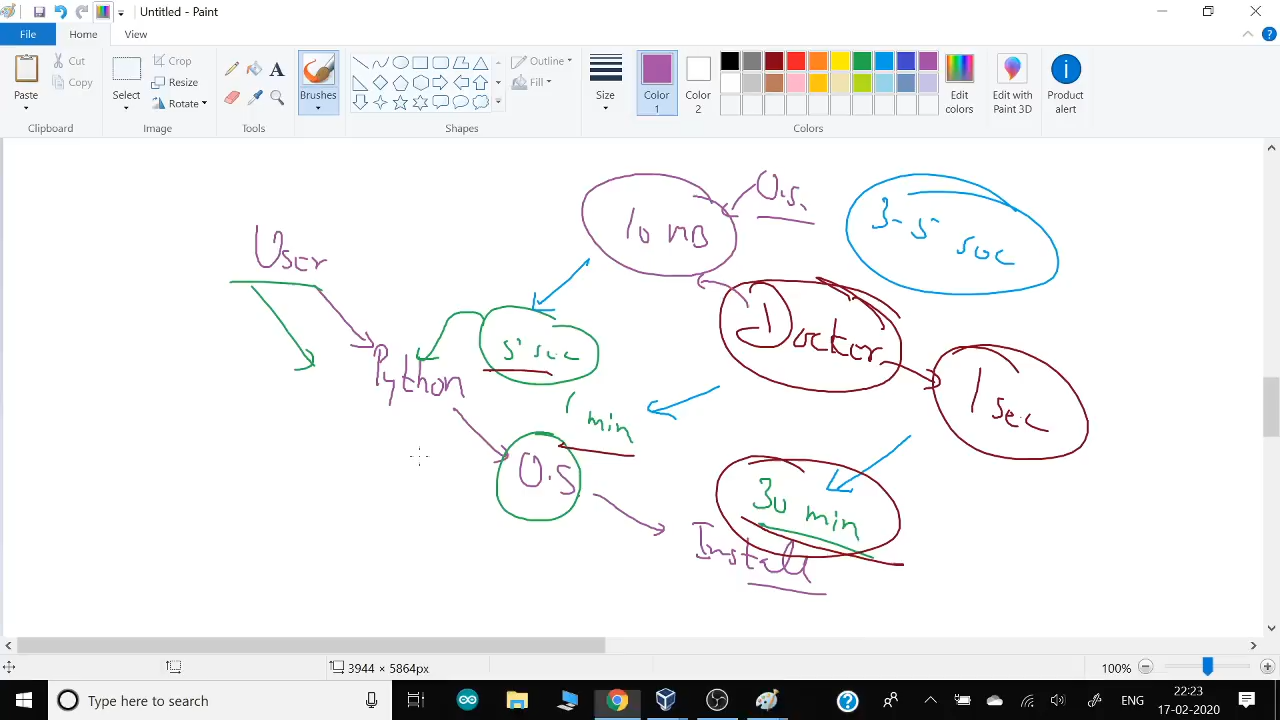 Untitled - Paint
File
Home
View
Paste
Cut
Copy
Clipboard
Select
Crop
Resize
Rotate
Image
Tools
Brushes
Shapes
Outline
Fill
Size
Color 1
Color 2
Edit colors
Edit with Paint 3D
Product alert
Colors
O.S.
10 MB
3-5 sec
User
Docker
5 sec
Python
1 sec
1 min
O.S
30 min
Install
3944 × 5864px
100%
Type here to search
ENG
22:23
17-02-2020